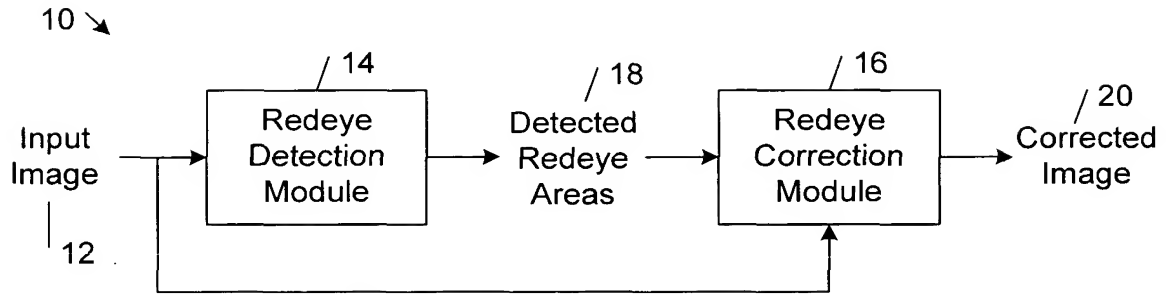 10
14
18
16
20
Input
Image
12
Redeye
Detection
Module
Detected
Redeye
Areas
Redeye
Correction
Module
Corrected
Image